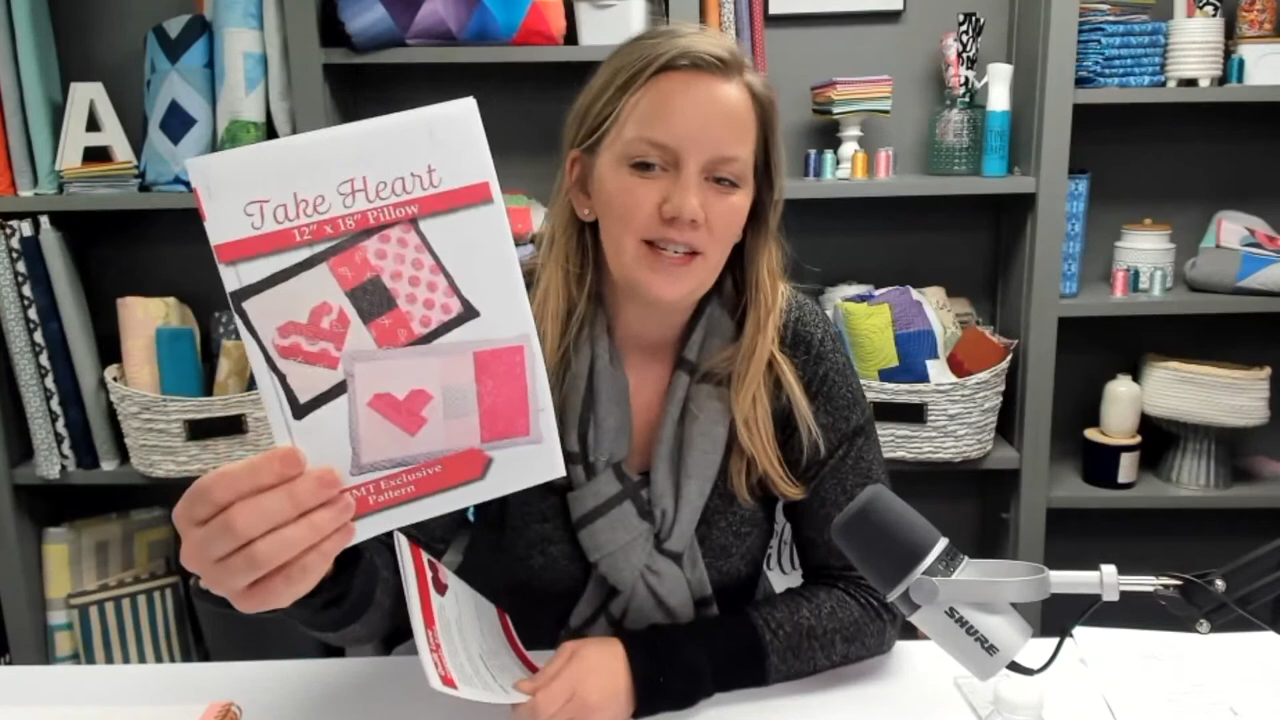 A
Take Heart
12" x 18" Pillow
MT Exclusive
Pattern
SHURE